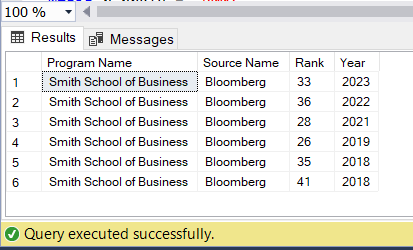 100 %
Results Messages
Program Name Source Name Rank Year
1 Smith School of Business Bloomberg 33 2023
2 Smith School of Business Bloomberg 36 2022
3 Smith School of Business Bloomberg 28 2021
4 Smith School of Business Bloomberg 26 2019
5 Smith School of Business Bloomberg 35 2018
6 Smith School of Business Bloomberg 41 2018
Query executed successfully.